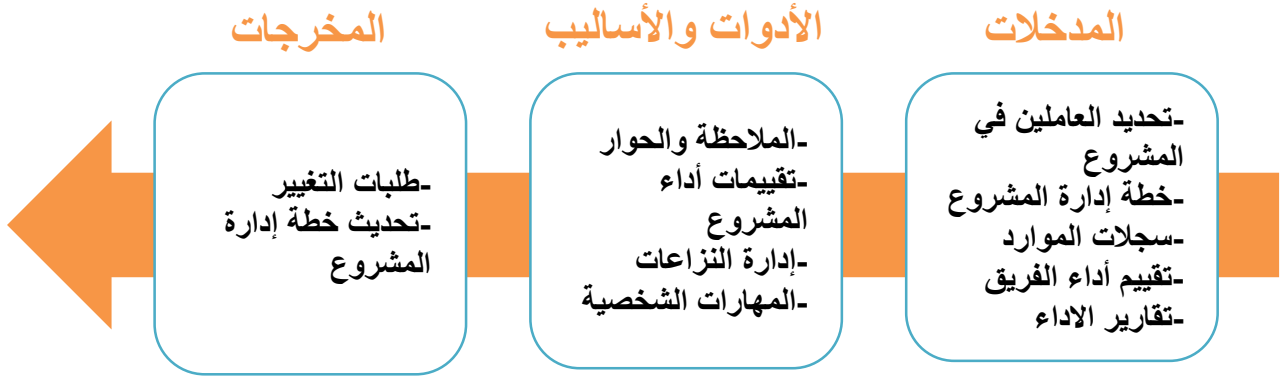 المدخلات
-تحديد العاملين في
المشروع
-خطة إدارة المشروع
-سجلات الموارد
-تقييم أداء الفريق
-تقارير الاداء
الأدوات والأساليب
-الملاحظة والحوار
-تقييمات أداء
المشروع
-إدارة النزاعات
-المهارات الشخصية
المخرجات
-طلبات التغيير
-تحديث خطة إدارة
المشروع